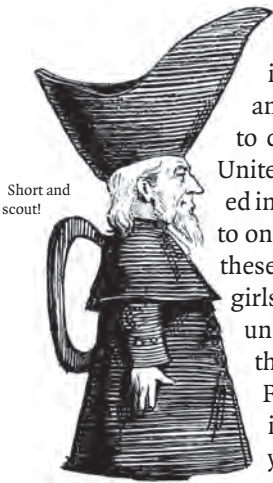 Short and
scout!
i
an
to c
Unite
ed in
to on
these
girls
un
th
F
i
y